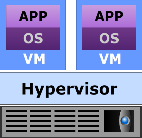 APP APP
OS OS
VM VM
Hypervisor